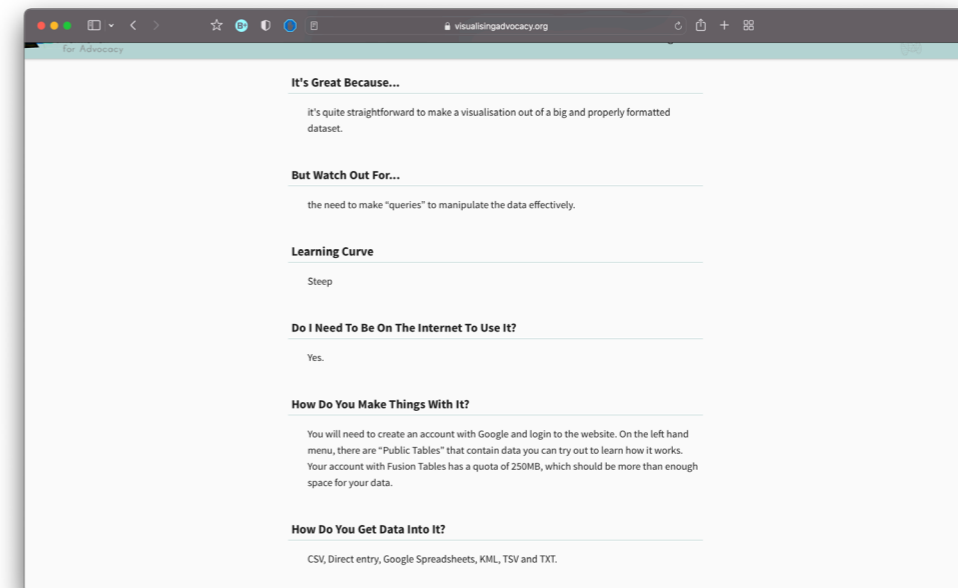 visualisingadvocacy.org
for Advocacy
It's Great Because...
it's quite straightforward to make a visualisation out of a big and properly formatted
dataset.
But Watch Out For...
the need to make “queries” to manipulate the data effectively.
Learning Curve
Steep
Do I Need To Be On The Internet To Use It?
Yes.
How Do You Make Things With It?
You will need to create an account with Google and login to the website. On the left hand
menu, there are “Public Tables” that contain data you can try out to learn how it works.
Your account with Fusion Tables has a quota of 250MB, which should be more than enough
space for your data.
How Do You Get Data Into It?
CSV, Direct entry, Google Spreadsheets, KML, TSV and TXT.